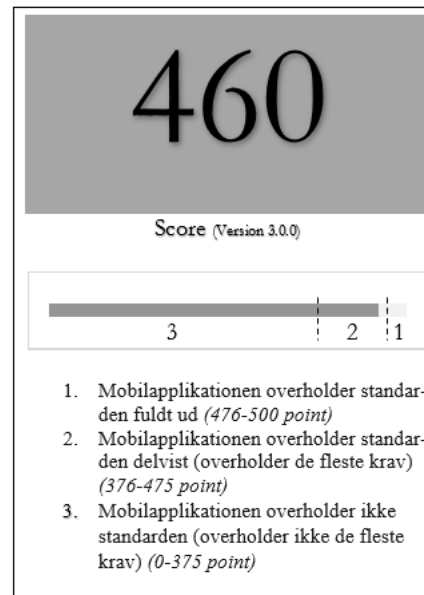 460
Score (Version 3.0.0)
3 2 1
1. Mobilapplikationen overholder standar-
den fuldt ud (476-500 point)
2. Mobilapplikationen overholder standar-
den delvist (overholder de fleste krav)
(376-475 point)
3. Mobilapplikationen overholder ikke
standarden (overholder ikke de fleste
krav) (0-375 point)